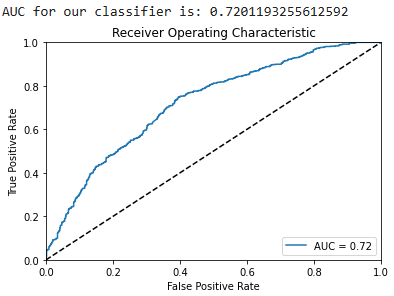 AUC for our classifier is: 0.7201193255612592
Receiver Operating Characteristic
True Positive Rate
1.0
0.8
0.6
0.4
0.2
0.0
AUC = 0.72
0.0 0.2 0.4 0.6 0.8 1.0
False Positive Rate